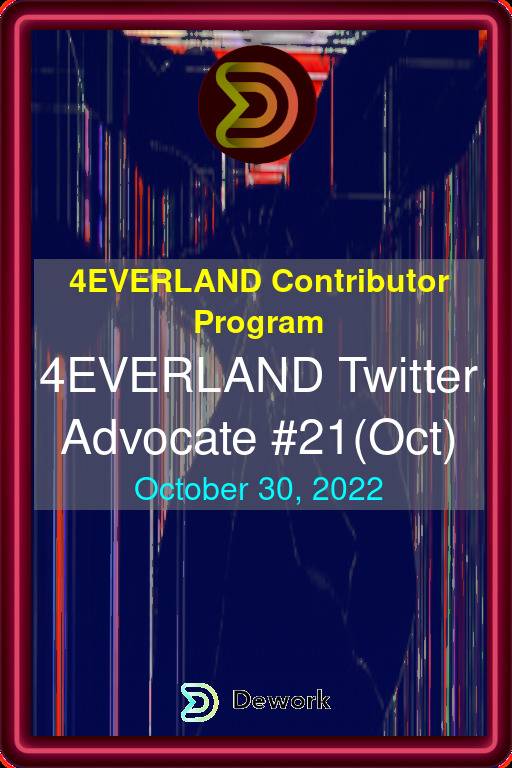 4EVERLAND Contributor
Program
4EVERLAND Twitter
Advocate #21(Oct)
October 30, 2022
Dework